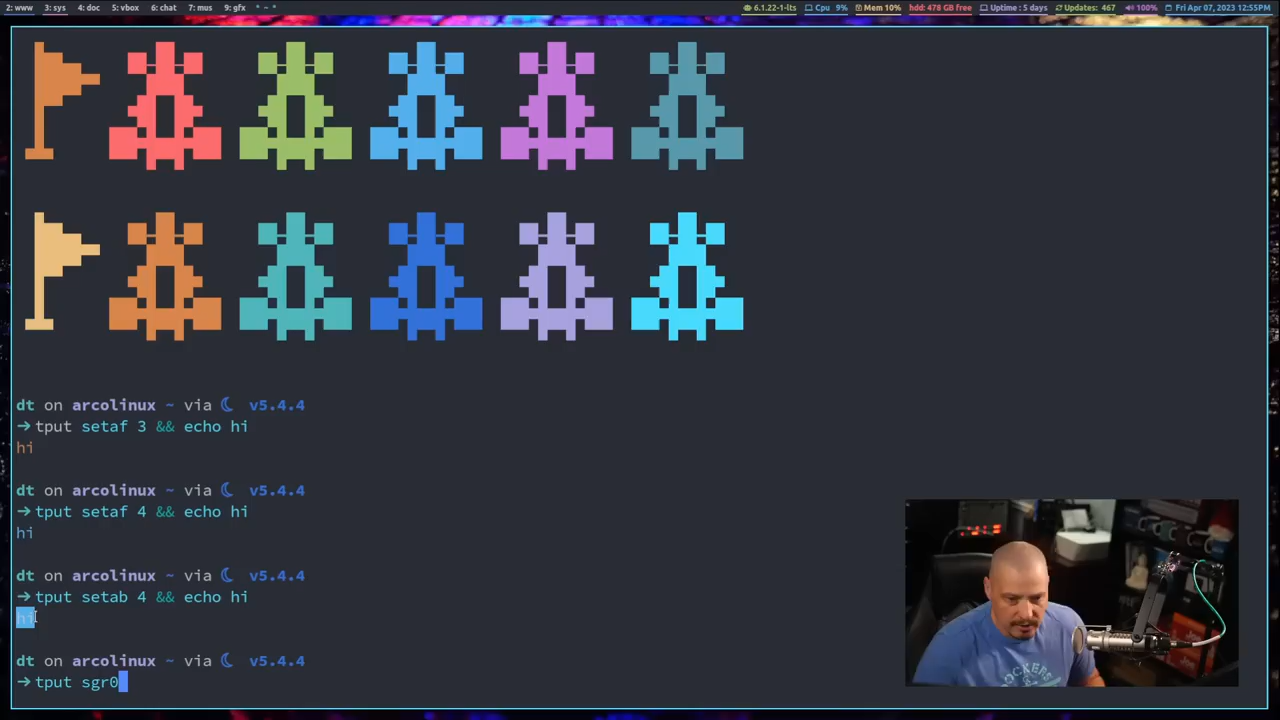 2: www 3: sys 4: doc 5: vbox 6: chat 7: mus 9: gfx * ~ * 6.1.22-1-lts Cpu 9% Mem 10% hdd: 478 GB free Uptime : 5 days Updates: 467 100% Fri Apr 07, 2023 12:55PM
dt on arcolinux ~ via ☾ v5.4.4
➜ tput setaf 3 && echo hi
hi
dt on arcolinux ~ via ☾ v5.4.4
➜ tput setaf 4 && echo hi
hi
dt on arcolinux ~ via ☾ v5.4.4
➜ tput setab 4 && echo hi
hi
dt on arcolinux ~ via ☾ v5.4.4
➜ tput sgr0